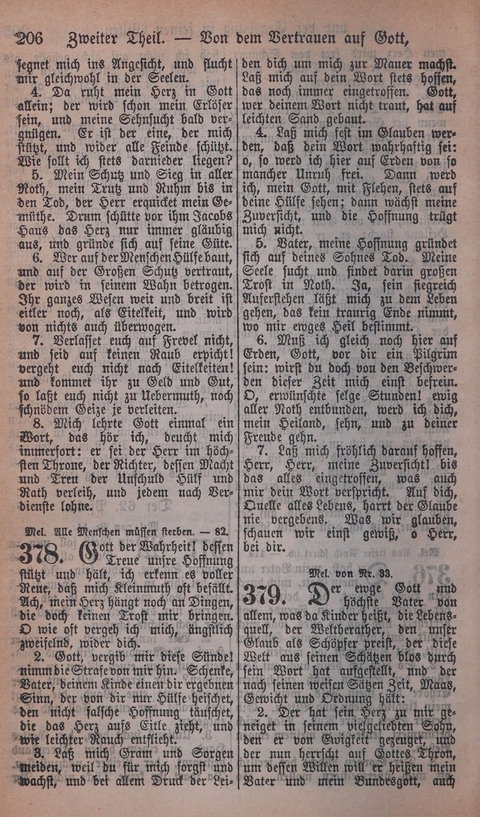 206 Zweiter Theil. — Von dem Vertrauen auf Gott,
segnet mich ins Angesicht, und flucht
mir gleichwohl in der Seelen.
4. Da ruht mein Herz in Gott
allein; der wird schon mein Erlöser
sein, und meine Sehnsucht bald ver-
gnügen. Er ist der eine, der mich
stützt, und wider alle Feinde schützt.
Wie sollt ich stets darnieder liegen?
5. Mein Schutz und Sieg in aller
Noth, mein Trutz und Ruhm bis in
den Tod, der Herr erquicket mein Ge-
müthe. Drum schütte vor ihm Jacobs
Haus das Herz nur immer gläubig
aus, und gründe sich auf seine Güte.
6. Wer auf der Menschen Hülfe baut,
und auf der Großen Schutz vertraut,
der wird in seinem Wahn betrogen.
Ihr ganzes Wesen weit und breit ist
eitler noch, als Eitelkeit, und wird
von nichts auch überwogen.
7. Verlasset euch auf Frevel nicht,
und seid auf keinen Raub erpicht!
vergeht euch nicht nach Eitelkeiten!
und kommet ihr zu Geld und Gut,
so laßt euch nicht zu Uebermuth, noch
schnödem Geize je verleiten.
8. Mich lehrte Gott einmal ein
Wort, das hör ich, deucht mich
immerfort: er sei der Herr im höch-
sten Throne, der Richter, dessen Macht
und Treu der Unschuld Hülf und
Rath verleih, und jedem nach Ver-
dienste lohne.
Mel. Alle Menschen müssen sterben. — 82.
378. Gott der Wahrheit! dessen
Treue unsre Hoffnung
stützt und hält, ich erkenn es voller
Reue, daß mich Kleinmuth oft befällt.
Ach, mein Herz hängt noch an Dingen,
die doch keinen Trost mir bringen.
O wie oft vergeh ich mich, ängstlich
zweifelnd, wider dich.
2. Gott, vergib mir diese Sünde!
nimm die Strafe von mir hin. Schenke,
Vater, deinem Kinde einen dir ergebnen
Sinn, der von dir nur Hülfe heischet,
den nicht falsche Hoffnung täuschet,
die das Herz aufs Eitle zieht, und
wie leichter Rauch entflieht.
3. Laß mich Gram und Sorgen
meiden, weil du für mich sorgst und
wachst, und bei allem Druck der Lei-
den dich um mich zur Mauer machst.
Laß mich auf dein Wort stets hoffen,
das noch immer eingetroffen. Gott,
wer deinem Wort nicht traut, hat auf
leichten Sand gebaut.
4. Laß mich fest im Glauben wer-
den, daß dein Wort wahrhaftig sei:
o, so werd ich hier auf Erden von so
mancher Unruh frei. Dann werd
ich, mein Gott, mit Flehen, stets auf
deine Hülfe sehen; dann wächst meine
Zuversicht, und die Hoffnung trügt
mich nicht.
5. Vater, meine Hoffnung gründet
sich auf deines Sohnes Tod. Meine
Seele sucht und findet darin großen
Trost in Noth. Ja, sein siegreich
Auferstehen läßt mich zu dem Leben
gehen, das kein traurig Ende nimmt,
wo mir ewges Heil bestimmt.
6. Muß ich gleich noch hier auf
Erden, Gott, vor dir ein Pilgrim
sein: wirst du doch von den Beschwer-
den dieser Zeit mich einst befrein.
O, erwünschte selge Stunden! ewig
aller Noth entbunden, werd ich dich,
mein Heiland, sehn, und zu deiner
Freude gehn.
7. Laß mich fröhlich darauf hoffen,
Herr, Herr, meine Zuversicht! bis
das alles eingetroffen, was auch
mir dein Wort verspricht. Auf dich,
Quelle alles Lebens, harrt der Glaube
nie vergebens. Was wir glauben,
schauen wir einst gewiß, o Herr,
bei dir.
Mel. von Nr. 33.
379. Der ewge Gott und
höchste Vater von
allem, was da Kinder heißt, die Lebens-
quell, der Weltberather, den unser
Glaub als Schöpfer preist, der diese
Welt aus seinen Schätzen blos durch
sein Wort hat aufgestellt, und der
nach seinen weisen Sätzen Zeit, Maas,
Gewicht und Ordnung hält:
2. Der hat sein Herz zu mir ge-
neiget in seinem vielgeliebten Sohn,
den er von Ewigkeit gezeuget, und
der nun herrscht auf Gottes Thron,
um dessen Willen will er heißen mein
Vater und mein Bundesgott, auch